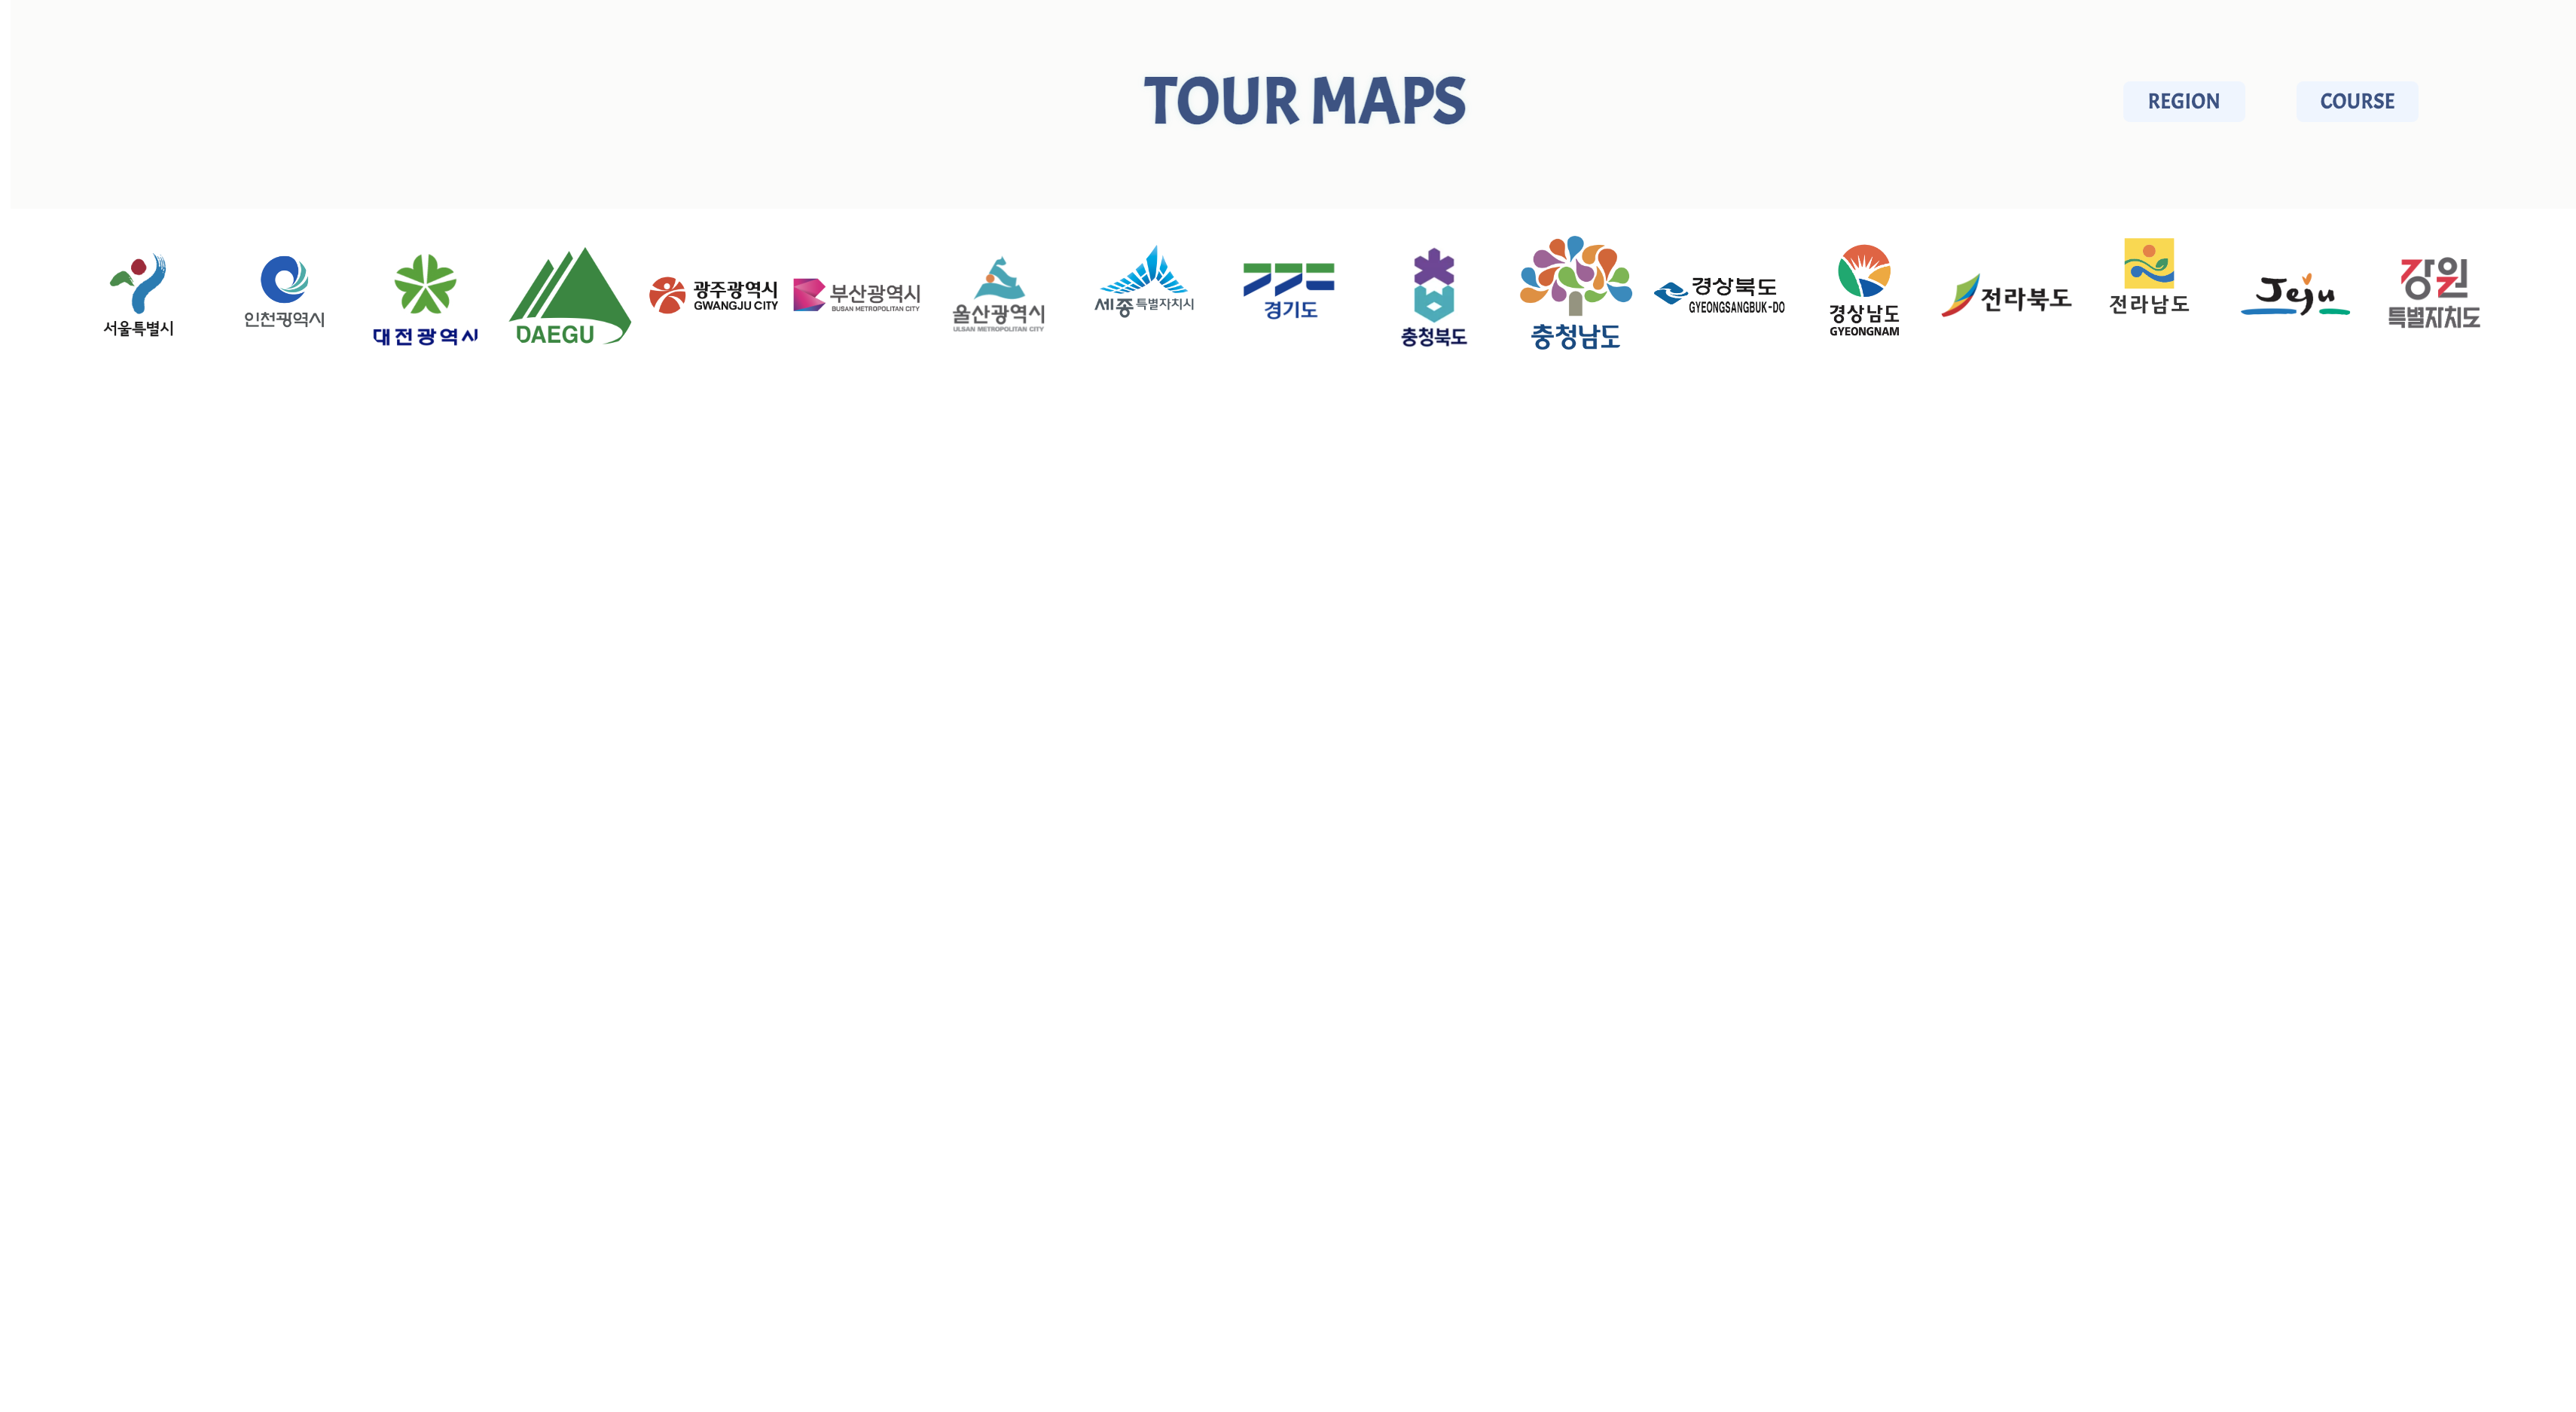 TOUR MAPS
REGION
COURSE
서울특별시
인천광역시
대전광역시
DAEGU
광주광역시
GWANGJU CITY
부산광역시
BUSAN METROPOLITAN CITY
울산광역시
ULSAN METROPOLITAN CITY
세종특별자치시
경기도
충청북도
충청남도
경상북도
GYEONGSANGBUK-DO
경상남도
GYEONGNAM
전라북도
전라남도
Jeju
강원
특별자치도